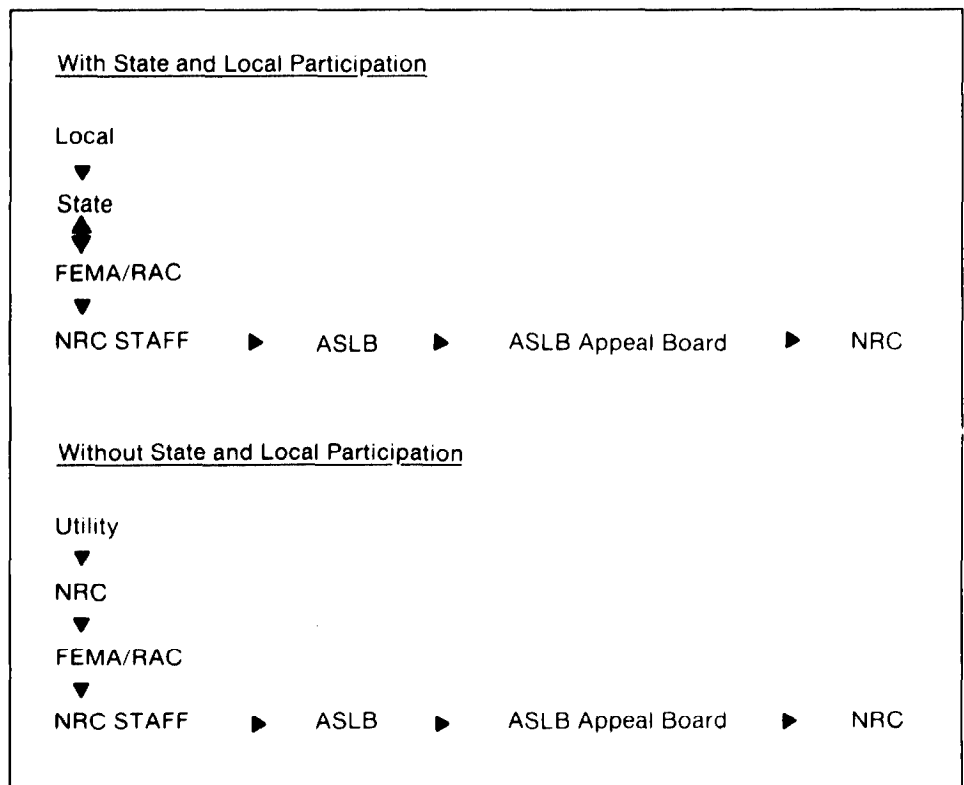 With State and Local Participation
Local
State
FEMA/RAC
NRC STAFF ASLB ASLB Appeal Board NRC
Without State and Local Participation
Utility
NRC
FEMA/RAC
NRC STAFF ASLB ASLB Appeal Board NRC